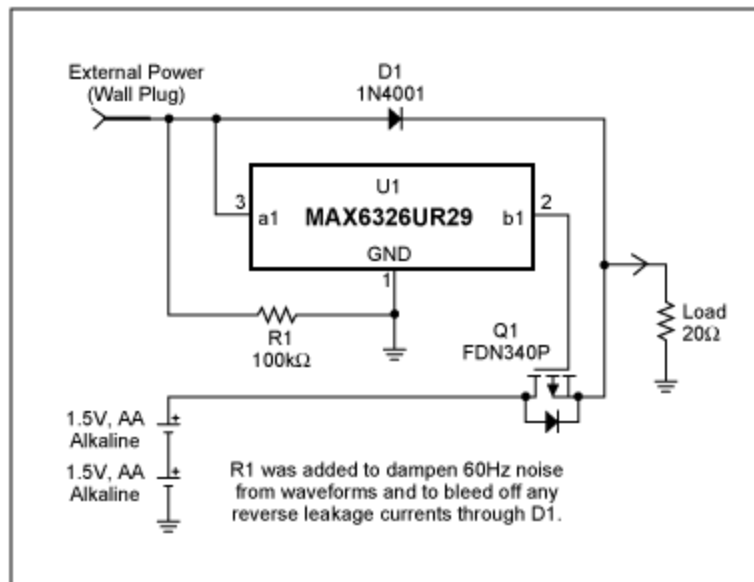 External Power
(Wall Plug)
D1
1N4001
U1
3
a1
MAX6326UR29
b1
2
GND
1
R1
100kΩ
Q1
FDN340P
Load
20Ω
1.5V, AA
Alkaline
+
1.5V, AA
Alkaline
+
R1 was added to dampen 60Hz noise
from waveforms and to bleed off any
reverse leakage currents through D1.